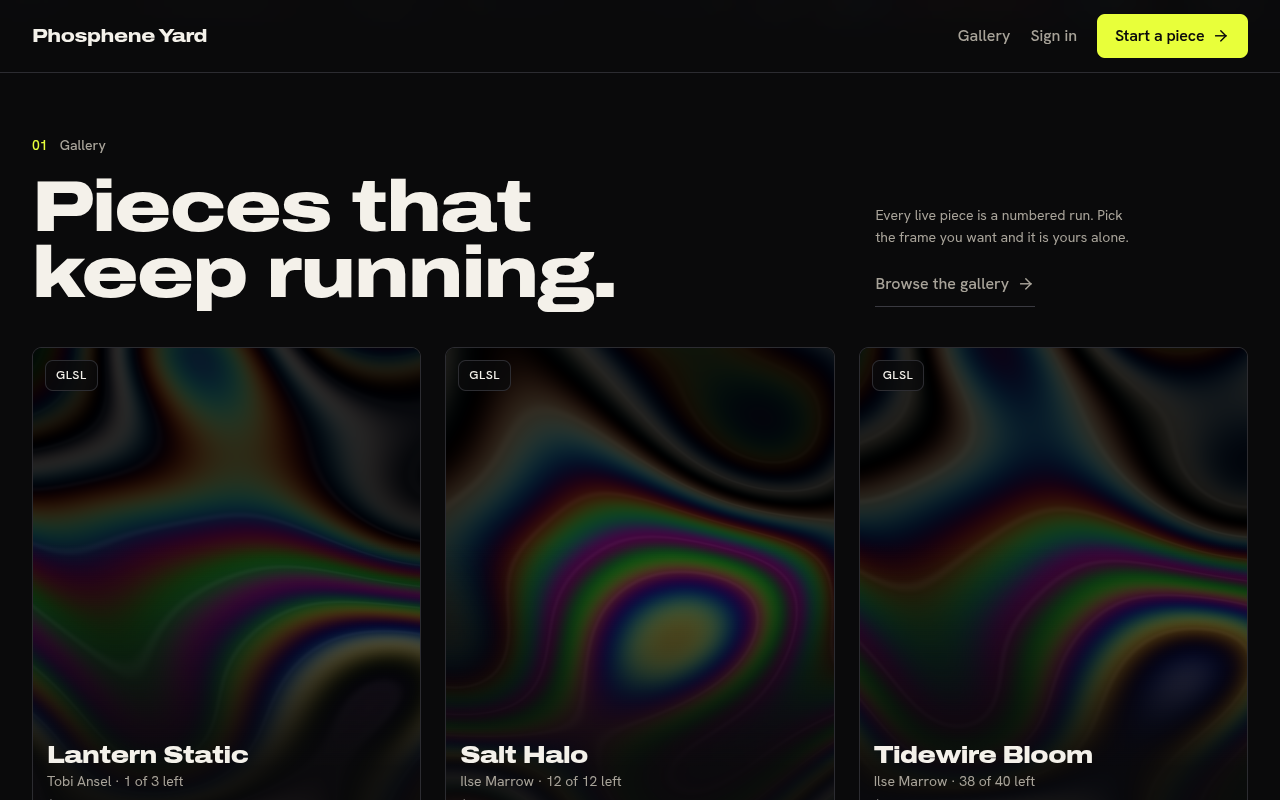 Phosphene Yard
Gallery
Sign in
Start a piece
01 Gallery
Pieces that
keep running.
Every live piece is a numbered run. Pick
the frame you want and it is yours alone.
Browse the gallery
GLSL
GLSL
GLSL
Lantern Static
Tobi Ansel · 1 of 3 left
Salt Halo
Ilse Marrow · 12 of 12 left
Tidewire Bloom
Ilse Marrow · 38 of 40 left